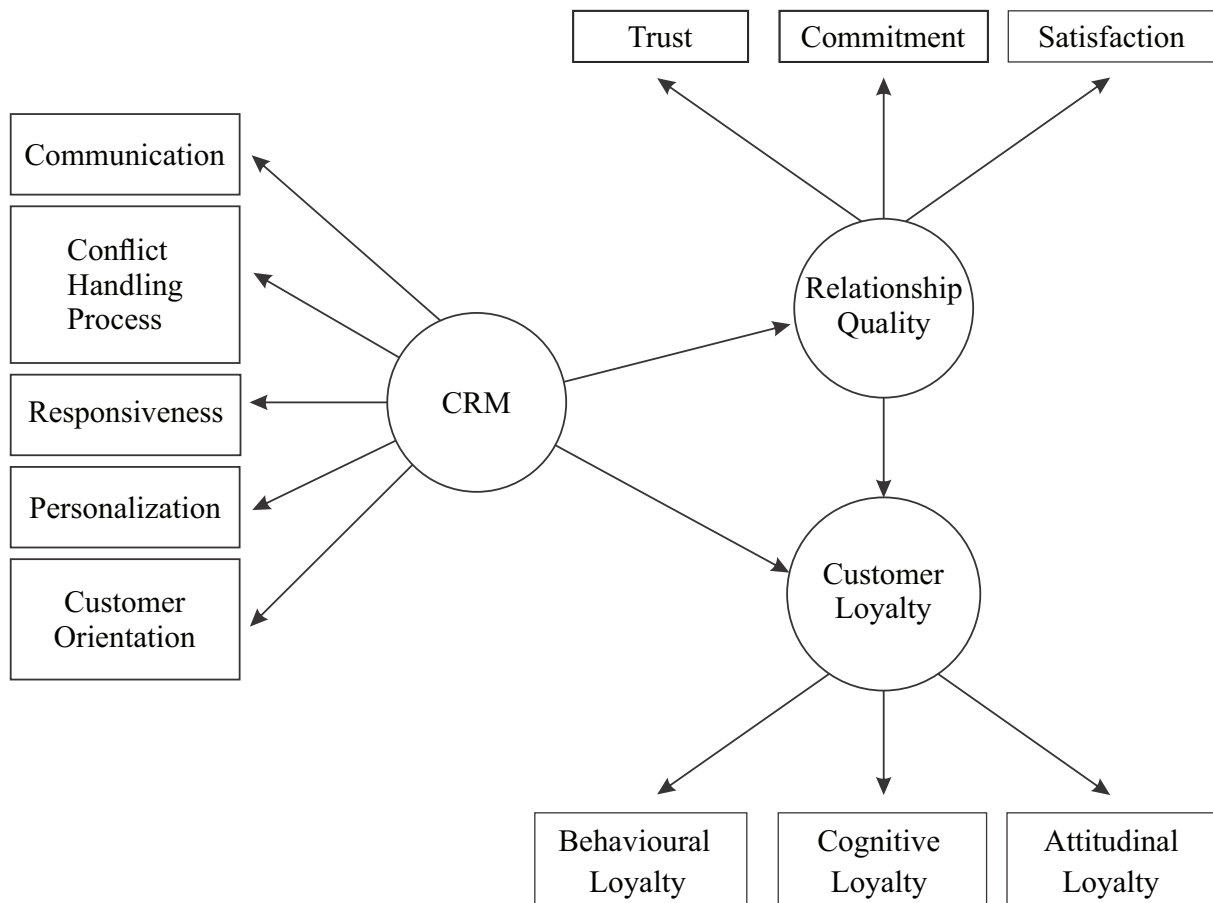 Trust
Commitment
Satisfaction
Communication
Conflict
Handling
Process
Responsiveness
Personalization
Customer
Orientation
CRM
Relationship
Quality
Customer
Loyalty
Behavioural
Loyalty
Cognitive
Loyalty
Attitudinal
Loyalty